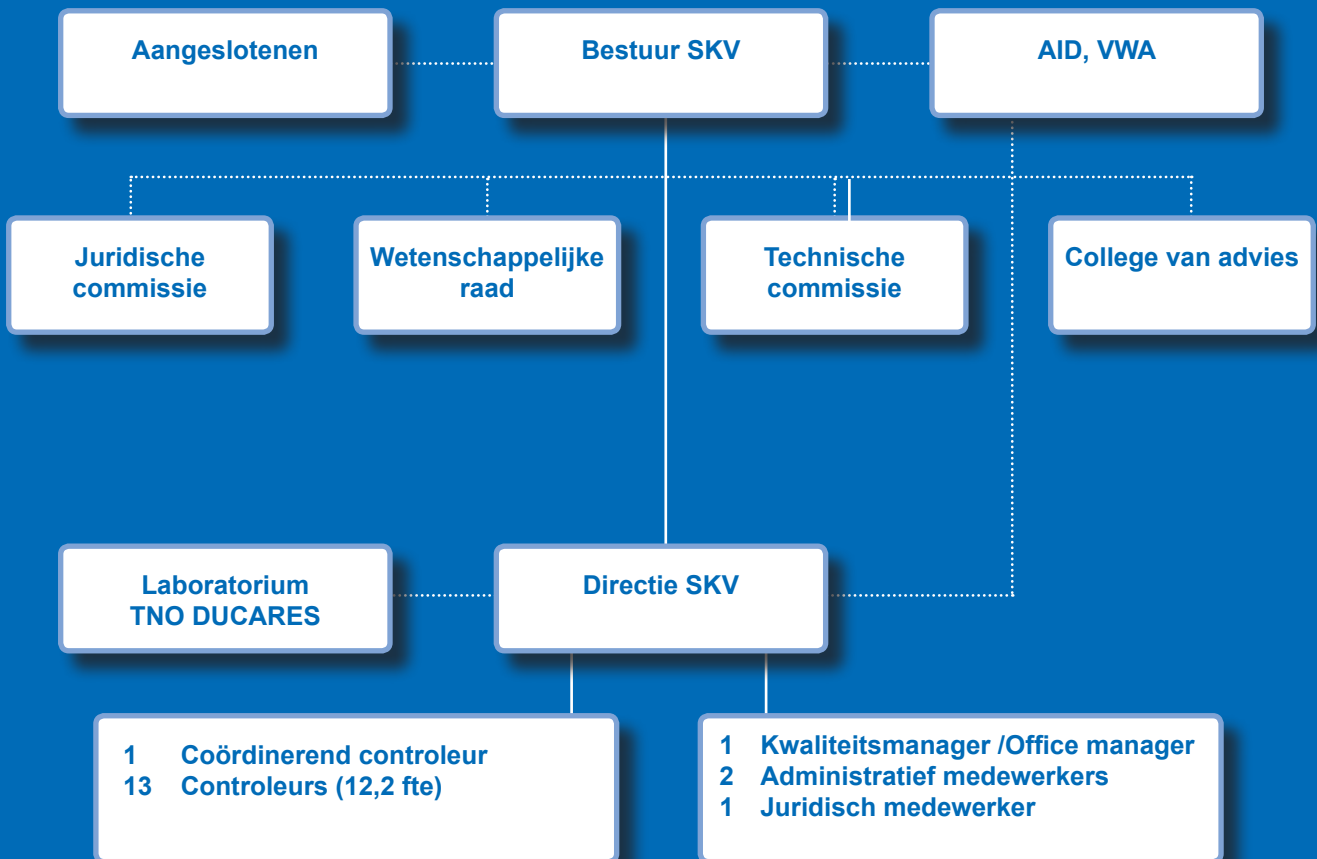 Aangeslotenen
Bestuur SKV
AID, VWA
Juridische
commissie
Wetenschappelijke
raad
Technische
commissie
College van advies
Laboratorium
TNO DUCARES
Directie SKV
1 Coördinerend controleur
13 Controleurs (12,2 fte)
1 Kwaliteitsmanager /Office manager
2 Administratief medewerkers
1 Juridisch medewerker